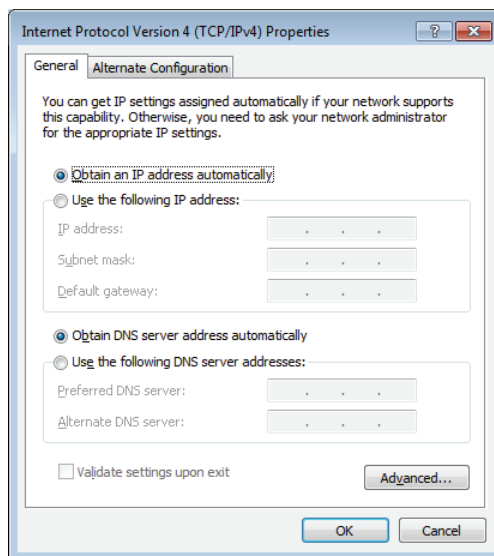 Internet Protocol Version 4 (TCP/IPv4) Properties
?
General
Alternate Configuration
You can get IP settings assigned automatically if your network supports
this capability. Otherwise, you need to ask your network administrator
for the appropriate IP settings.
Obtain an IP address automatically
Use the following IP address:
IP address:
. . .
Subnet mask:
. . .
Default gateway:
. . .
Obtain DNS server address automatically
Use the following DNS server addresses:
Preferred DNS server:
. . .
Alternate DNS server:
. . .
Validate settings upon exit
Advanced...
OK
Cancel